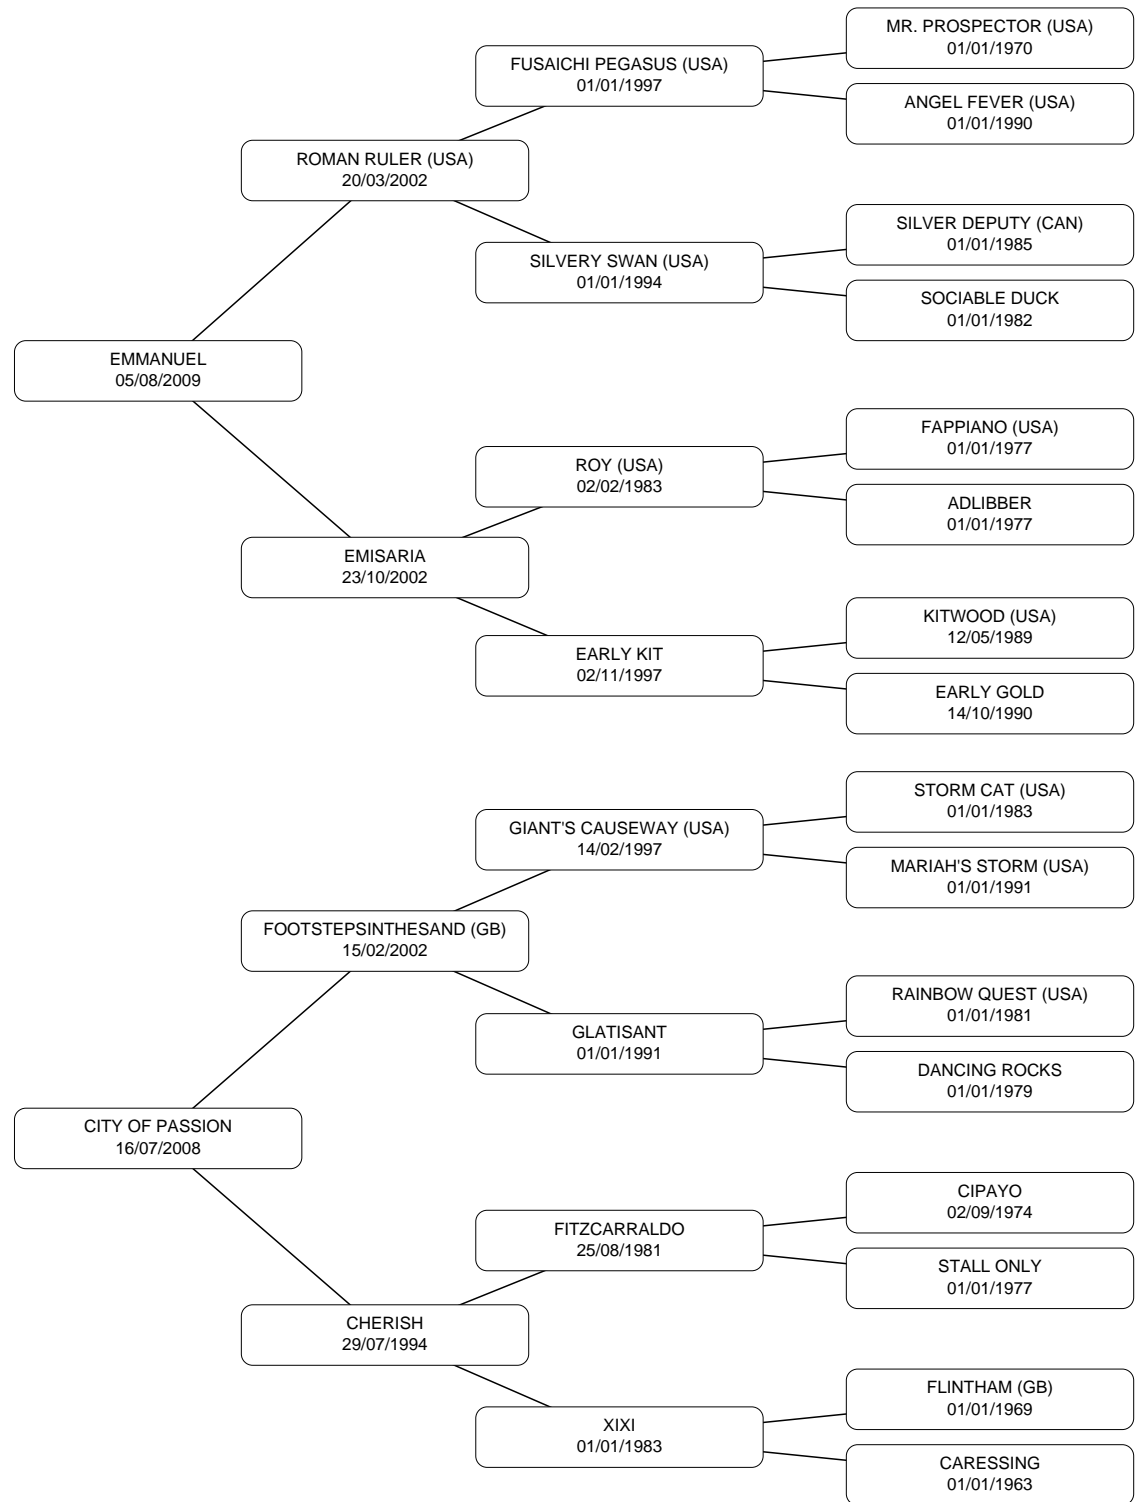 MR. PROSPECTOR (USA)
01/01/1970
FUSAICHI PEGASUS (USA)
01/01/1997
ANGEL FEVER (USA)
01/01/1990
ROMAN RULER (USA)
20/03/2002
SILVER DEPUTY (CAN)
01/01/1985
SILVERY SWAN (USA)
01/01/1994
SOCIABLE DUCK
01/01/1982
EMMANUEL
05/08/2009
FAPPIANO (USA)
01/01/1977
ROY (USA)
02/02/1983
ADLIBBER
01/01/1977
EMISARIA
23/10/2002
KITWOOD (USA)
12/05/1989
EARLY KIT
02/11/1997
EARLY GOLD
14/10/1990
STORM CAT (USA)
01/01/1983
GIANT'S CAUSEWAY (USA)
14/02/1997
MARIAH'S STORM (USA)
01/01/1991
FOOTSTEPSINTHESAND (GB)
15/02/2002
RAINBOW QUEST (USA)
01/01/1981
GLATISANT
01/01/1991
DANCING ROCKS
01/01/1979
CITY OF PASSION
16/07/2008
CIPAYO
02/09/1974
FITZCARRALDO
25/08/1981
STALL ONLY
01/01/1977
CHERISH
29/07/1994
FLINTHAM (GB)
01/01/1969
XIXI
01/01/1983
CARESSING
01/01/1963